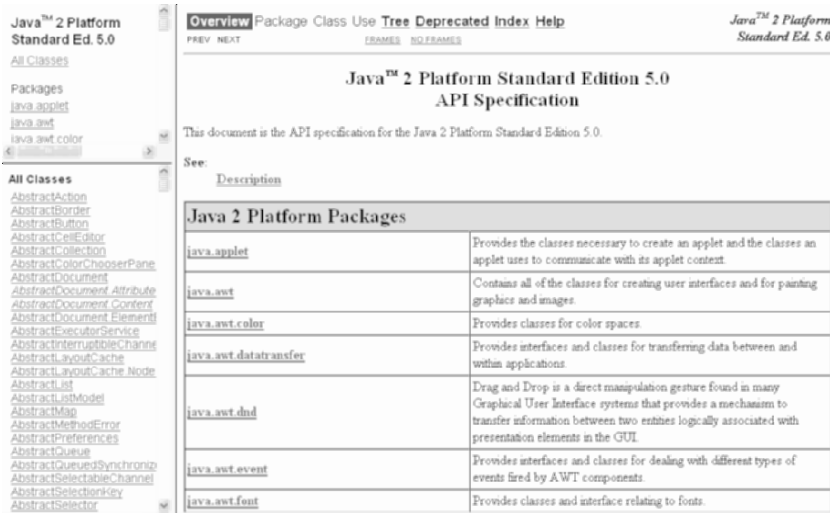 Java™ 2 Platform
Standard Ed. 5.0
All Classes
Packages
java.applet
java.awt
java.awt.color
All Classes
AbstractAction
AbstractBorder
AbstractButton
AbstractCellEditor
AbstractCollection
AbstractColorChooserPane
AbstractDocument
AbstractDocument.Attribute
AbstractDocument.Content
AbstractDocument.Element
AbstractExecutorService
AbstractInterruptibleChanne
AbstractLayoutCache
AbstractLayoutCache.Node
AbstractList
AbstractListModel
AbstractMap
AbstractMethodError
AbstractPreferences
AbstractQueue
AbstractQueuedSynchroniz
AbstractSelectableChannel
AbstractSelectionKey
AbstractSelector
Overview Package Class Use Tree Deprecated Index Help
PREV NEXT FRAMES NO FRAMES
Java™ 2 Platform
Standard Ed. 5.0
Java™ 2 Platform Standard Edition 5.0
API Specification
This document is the API specification for the Java 2 Platform Standard Edition 5.0.
See:
Description
Java 2 Platform Packages
java.applet
Provides the classes necessary to create an applet and the classes an
applet uses to communicate with its applet context.
java.awt
Contains all of the classes for creating user interfaces and for painting
graphics and images.
java.awt.color
Provides classes for color spaces.
java.awt.datatransfer
Provides interfaces and classes for transferring data between and
within applications.
java.awt.dnd
Drag and Drop is a direct manipulation gesture found in many
Graphical User Interface systems that provides a mechanism to
transfer information between two entities logically associated with
presentation elements in the GUI.
java.awt.event
Provides interfaces and classes for dealing with different types of
events fired by AWT components.
java.awt.font
Provides classes and interface relating to fonts.